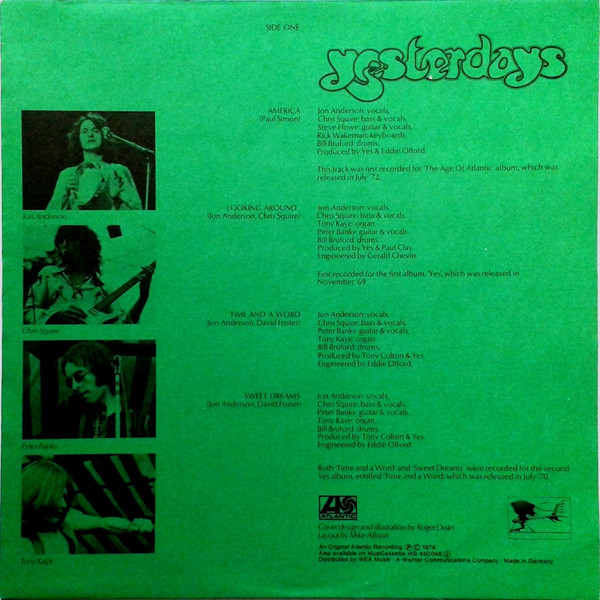 SIDE ONE
yesterdays
AMERICA
(Paul Simon)
Jon Anderson: vocals,
Chris Squire: bass & vocals,
Steve Howe: guitar & vocals,
Rick Wakeman: keyboards,
Bill Bruford: drums,
Produced by Yes & Eddie Offord.
This track was first recorded for 'The Age Of Atlantic' album, which was
released in July '72.
Jon Anderson
LOOKING AROUND
(Jon Anderson, Chris Squire)
Jon Anderson: vocals,
Chris Squire: bass & vocals,
Tony Kaye: organ,
Peter Banks: guitar & vocals,
Bill Bruford: drums
Produced by Yes & Paul Clay,
Engineered by Gerald Chevin
First recorded for the first album, 'Yes,' which was released in
November '69.
Chris Squire
TIME AND A WORD
(Jon Anderson, David Foster)
Jon Anderson: vocals,
Chris Squire: bass & vocals,
Peter Banks: guitar & vocals,
Tony Kaye: organ
Bill Bruford: drums,
Produced by Tony Colton & Yes,
Engineered by Eddie Offord.
Peter Banks
SWEET DREAMS
(Jon Anderson, David Foster)
Jon Anderson: vocals,
Chris Squire: bass & vocals,
Peter Banks: guitar & vocals,
Tony Kaye: organ,
Bill Bruford: drums,
Produced by Tony Colton & Yes,
Engineered by Eddie Offord
Both 'Time and a Word' and 'Sweet Dreams' were recorded for the second
Yes album, entitled 'Time and a Word,' which was released in July '70.
Tony Kaye
ATLANTIC
Cover design and illustration by Roger Dean
Layout by Mike Allison
An Original Atlantic Recording Ⓟ © 1974
Also available on MusiCassette WB 450 048
Distributed by WEA Musik · A Warner Communications Company · Made in Germany